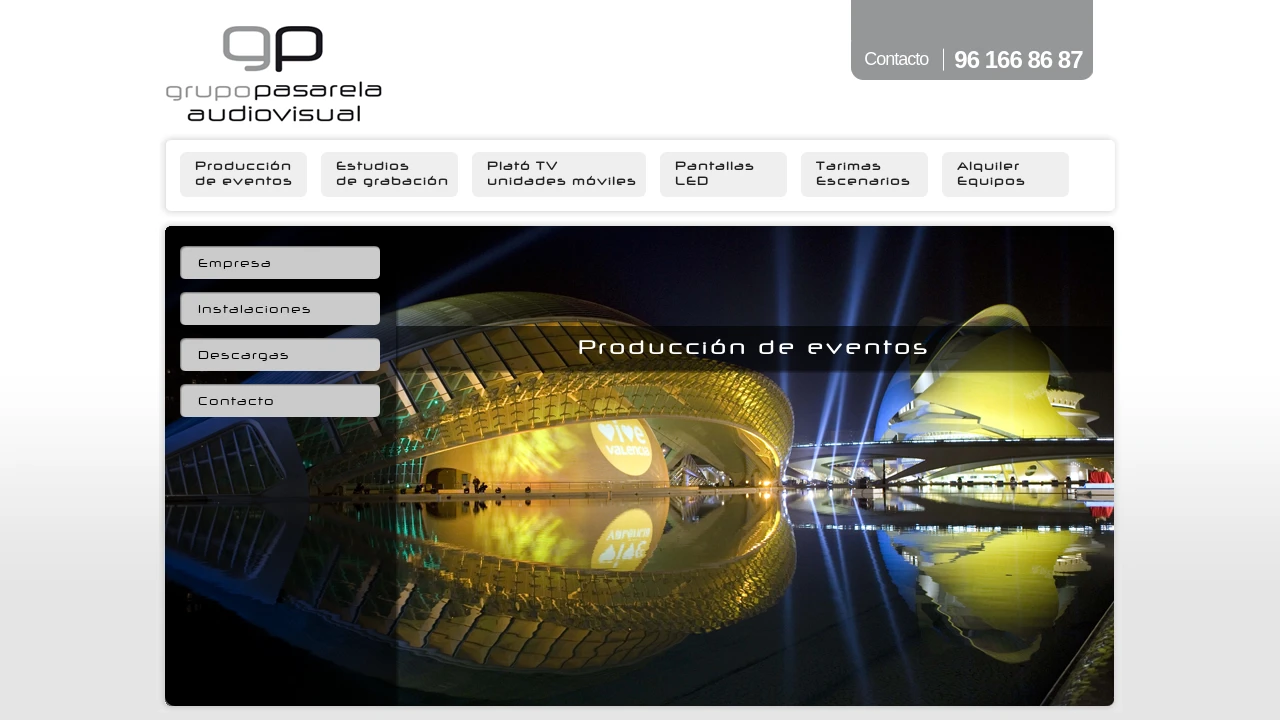 gp
grupopasarela
audiovisual
Contacto
96 166 86 87
Producción
de eventos
Estudios
de grabación
Plató TV
unidades móviles
Pantallas
LED
Tarimas
Escenarios
Alquiler
Equipos
Empresa
Instalaciones
Descargas
Contacto
Producción de eventos
vive
valencia